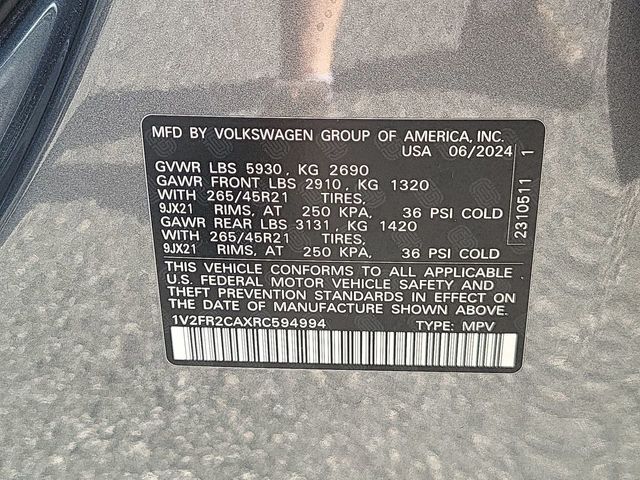 MFD BY VOLKSWAGEN GROUP OF AMERICA, INC.
USA 06/2024
GVWR LBS 5930, KG 2690
GAWR FRONT LBS 2910, KG 1320
WITH 265/45R21 TIRES,
9JX21 RIMS, AT 250 KPA, 36 PSI COLD
GAWR REAR LBS 3131, KG 1420
WITH 265/45R21 TIRES,
9JX21 RIMS, AT 250 KPA, 36 PSI COLD
THIS VEHICLE CONFORMS TO ALL APPLICABLE
U.S. FEDERAL MOTOR VEHICLE SAFETY AND
THEFT PREVENTION STANDARDS IN EFFECT ON
THE DATE OF MANUFACTURE SHOWN ABOVE.
1V2FR2CAXRC594994 TYPE: MPV
2310511 1